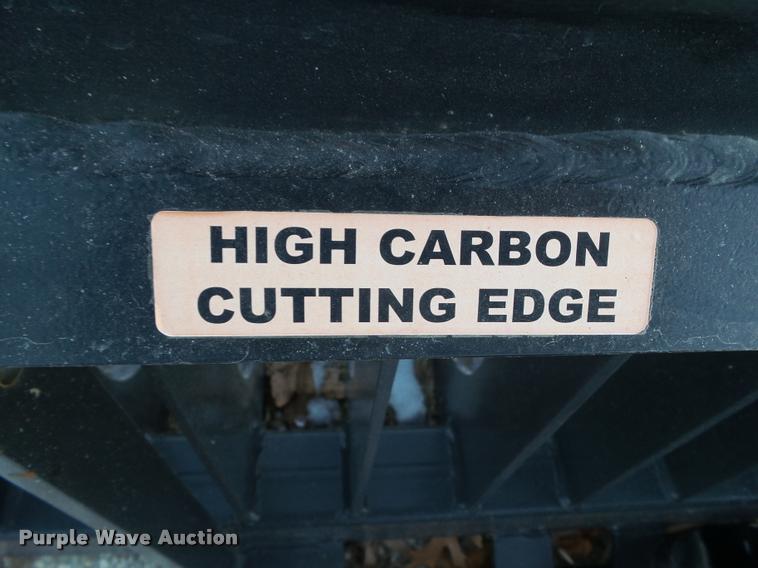 HIGH CARBON
CUTTING EDGE
Purple Wave Auction®